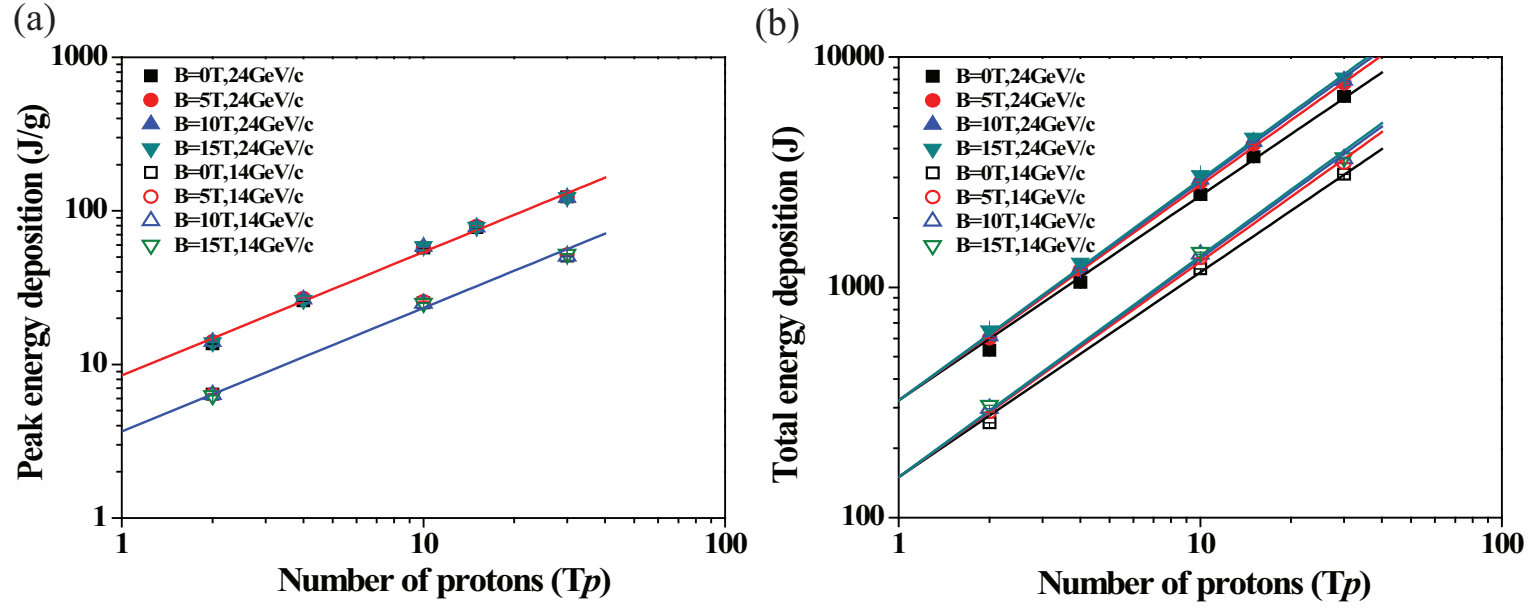 (a)
1000
100
10
1
1
10
100
Peak energy deposition (J/g)
Number of protons (Tp)
B=0T,24GeV/c
B=5T,24GeV/c
B=10T,24GeV/c
B=15T,24GeV/c
B=0T,14GeV/c
B=5T,14GeV/c
B=10T,14GeV/c
B=15T,14GeV/c
(b)
10000
1000
100
1
10
100
Total energy deposition (J)
Number of protons (Tp)
B=0T,24GeV/c
B=5T,24GeV/c
B=10T,24GeV/c
B=15T,24GeV/c
B=0T,14GeV/c
B=5T,14GeV/c
B=10T,14GeV/c
B=15T,14GeV/c